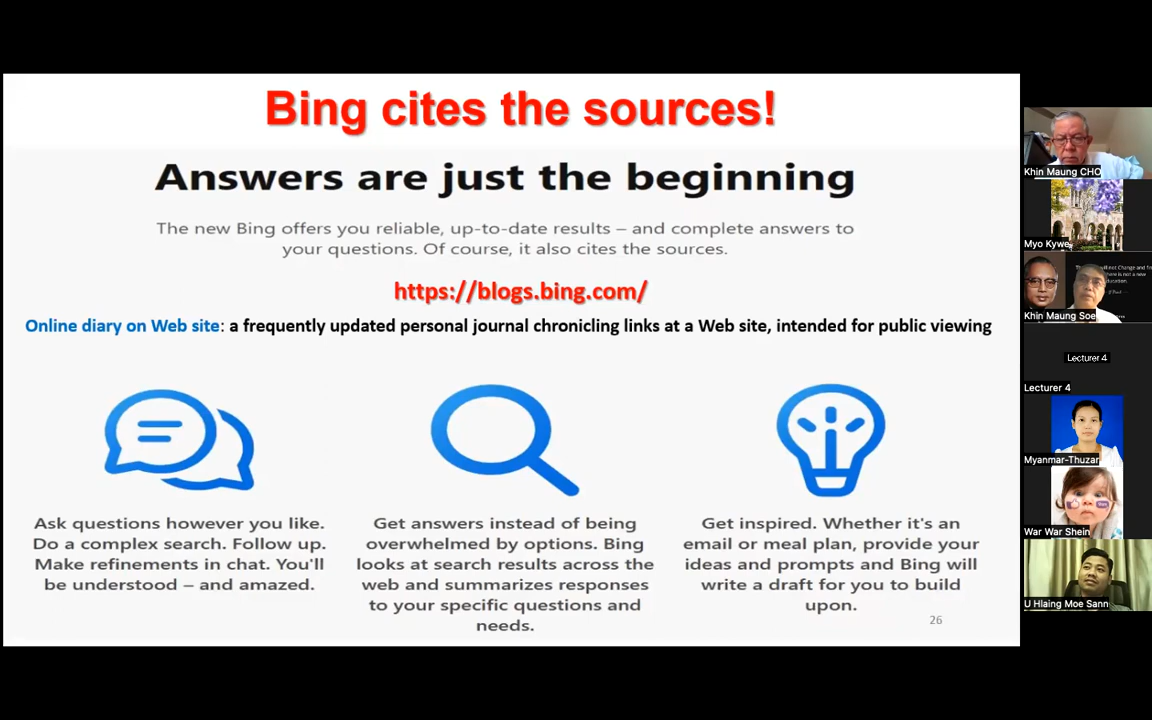 Bing cites the sources!
Answers are just the beginning
The new Bing offers you reliable, up-to-date results – and complete answers to
your questions. Of course, it also cites the sources.
https://blogs.bing.com/
Online diary on Web site: a frequently updated personal journal chronicling links at a Web site, intended for public viewing
Ask questions however you like.
Do a complex search. Follow up.
Make refinements in chat. You'll
be understood – and amazed.
Get answers instead of being
overwhelmed by options. Bing
looks at search results across the
web and summarizes responses
to your specific questions and
needs.
Get inspired. Whether it's an
email or meal plan, provide your
ideas and prompts and Bing will
write a draft for you to build
upon.
26
Khin Maung CHO
Myo Kywe
Khin Maung Soe
Lecturer 4
Lecturer 4
Myanmar-Thuzar
War War Shein
U Hlaing Moe Sann